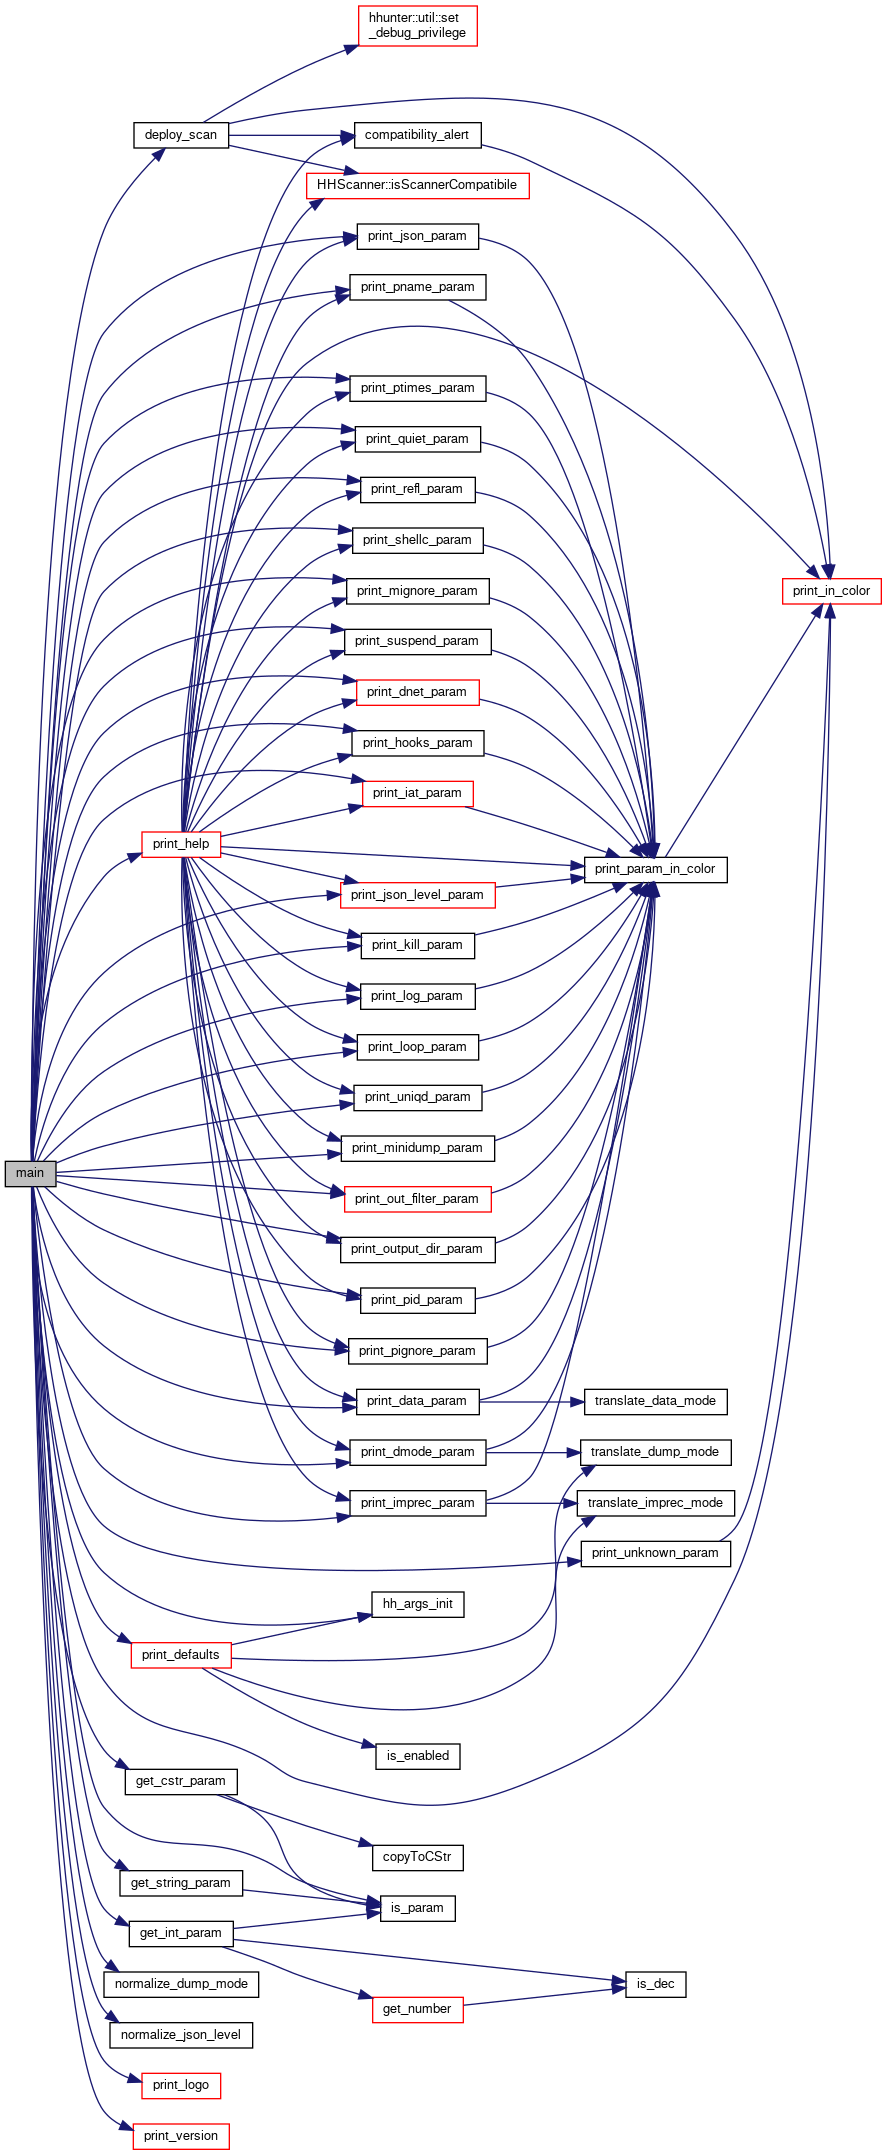 hhunter::util::set
_debug_privilege
deploy_scan
compatibility_alert
HHScanner::isScannerCompatibile
print_json_param
print_pname_param
print_ptimes_param
print_quiet_param
print_refl_param
print_shellc_param
print_mignore_param
print_in_color
print_suspend_param
print_dnet_param
print_hooks_param
print_iat_param
print_help
print_param_in_color
print_json_level_param
print_kill_param
print_log_param
print_loop_param
print_uniqd_param
print_minidump_param
main
print_out_filter_param
print_output_dir_param
print_pid_param
print_pignore_param
print_data_param
translate_data_mode
print_dmode_param
translate_dump_mode
print_imprec_param
translate_imprec_mode
print_unknown_param
hh_args_init
print_defaults
is_enabled
get_cstr_param
copyToCStr
get_string_param
is_param
get_int_param
normalize_dump_mode
is_dec
get_number
normalize_json_level
print_logo
print_version